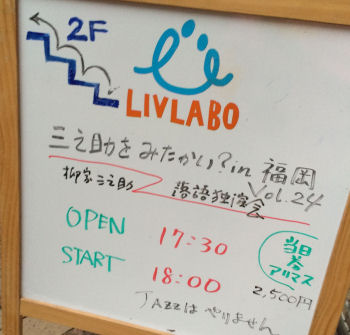 2F
LIVLABO
三之助をみたかい?in 福岡
Vol.24
柳家三之助 落語独演会
OPEN 17:30
START 18:00
当日券アリマス
2,500円
JAZZは やりません